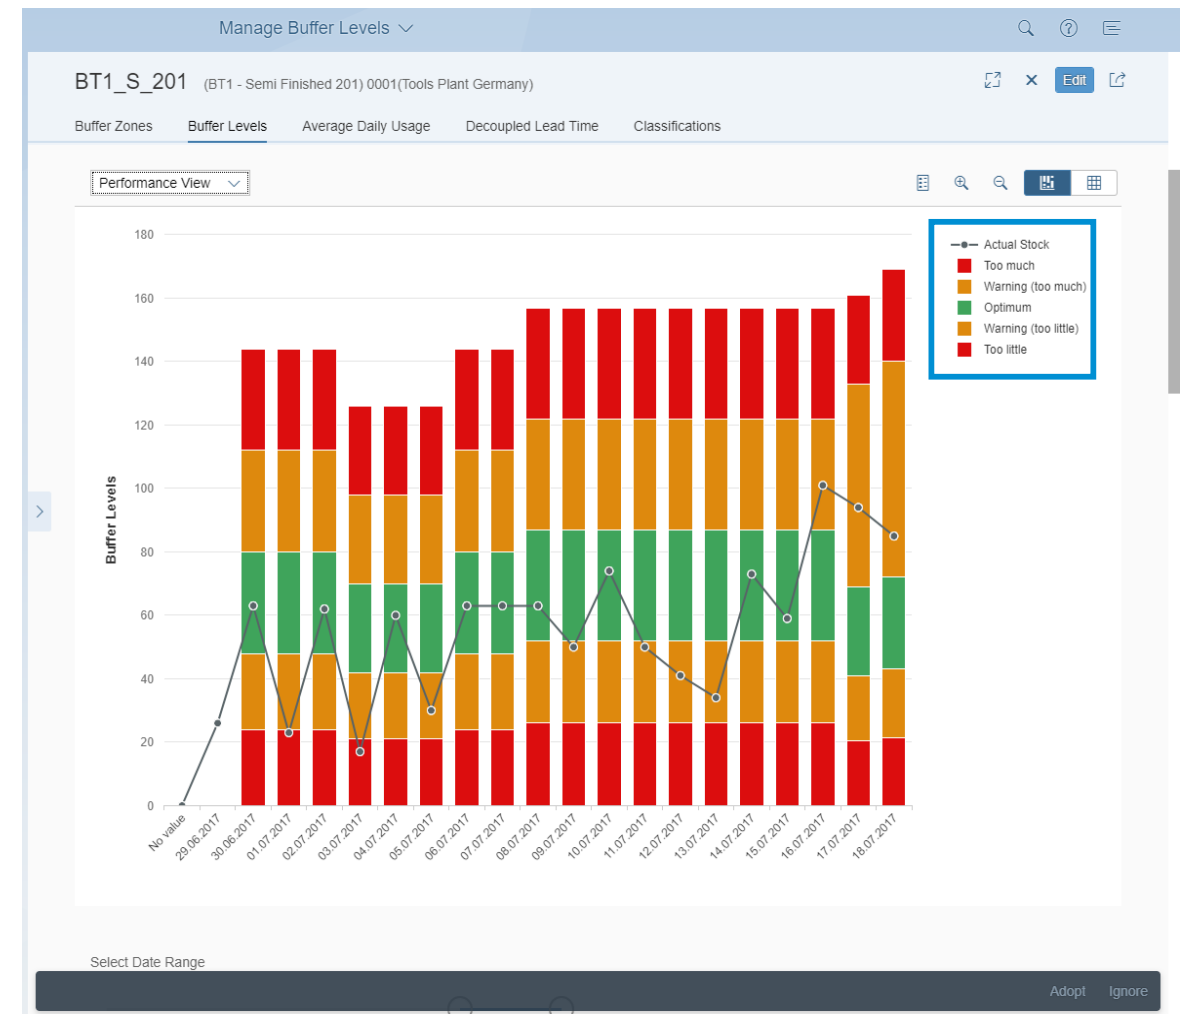 Manage Buffer Levels
BT1_S_201 (BT1 - Semi Finished 201) 0001(Tools Plant Germany)
Edit
Buffer Zones Buffer Levels Average Daily Usage Decoupled Lead Time Classifications
Performance View
180
160
140
120
100
80
60
40
20
0
Buffer Levels
Actual Stock
Too much
Warning (too much)
Optimum
Warning (too little)
Too little
No value
29.06.2017
30.06.2017
01.07.2017
02.07.2017
03.07.2017
04.07.2017
05.07.2017
06.07.2017
07.07.2017
08.07.2017
09.07.2017
10.07.2017
11.07.2017
12.07.2017
13.07.2017
14.07.2017
15.07.2017
16.07.2017
17.07.2017
18.07.2017
Select Date Range
Adopt Ignore